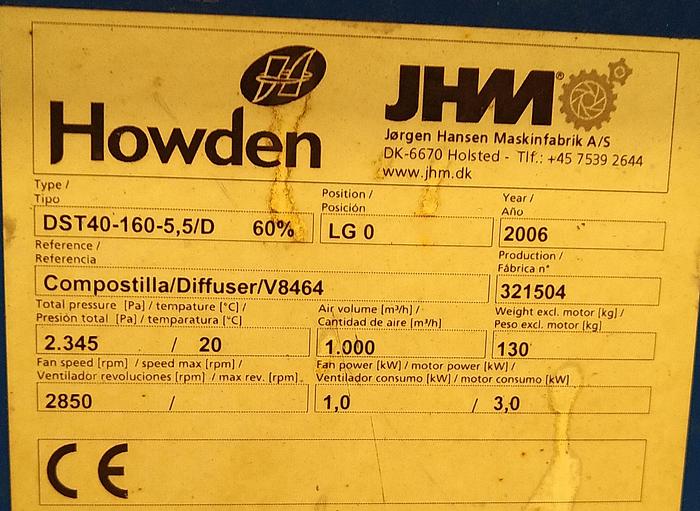 Howden
JHM®
Jørgen Hansen Maskinfabrik A/S
DK-6670 Holsted - Tlf.: +45 7539 2644
www.jhm.dk
Type /
Tipo
DST40-160-5,5/D 60%
Position /
Posición
LG 0
Year /
Año
2006
Reference /
Referencia
Compostilla/Diffuser/V8464
Production /
Fábrica n°
321504
Total pressure [Pa] / tempature [°C] /
Presión total [Pa] / temparatura [°C]
2.345 / 20
Air volume [m³/h] /
Cantidad de aire [m³/h]
1.000
Weight excl. motor [kg] /
Peso excl. motor [kg]
130
Fan speed [rpm] / speed max [rpm] /
Ventilador revoluciones [rpm] / max rev. [rpm]
2850 /
Fan power [kW] / motor power [kW] /
Ventilador consumo [kW] / motor consumo [kW]
1,0 / 3,0
CE